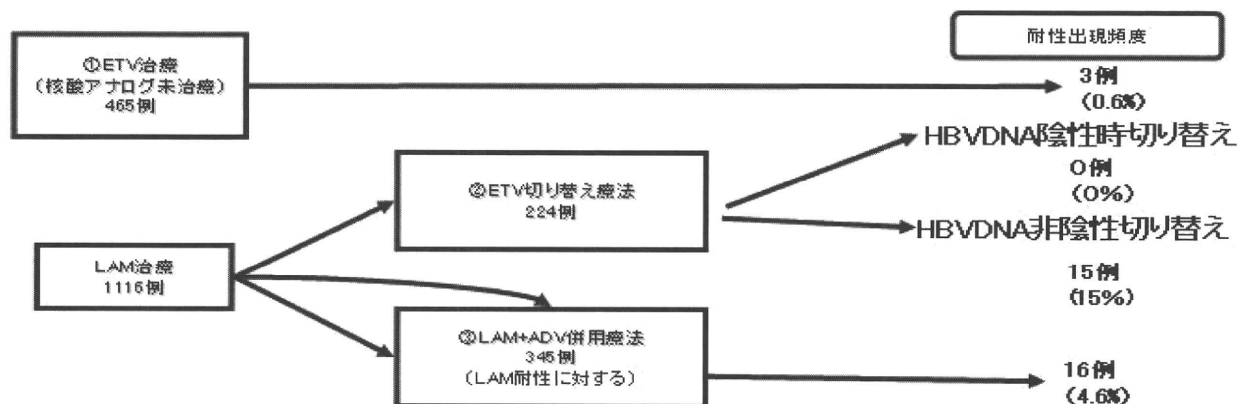 耐性出現頻度
①ETV治療
(核酸アナログ未治療)
465例
3例
(0.6%)
HBVDNA陰性時切り替え
0例
(0%)
②ETV切り替え療法
224例
HBVDNA非陰性切り替え
15例
(15%)
LAM治療
1116例
③LAM+ADV併用療法
345例
(LAM耐性に対する)
16例
(4.6%)